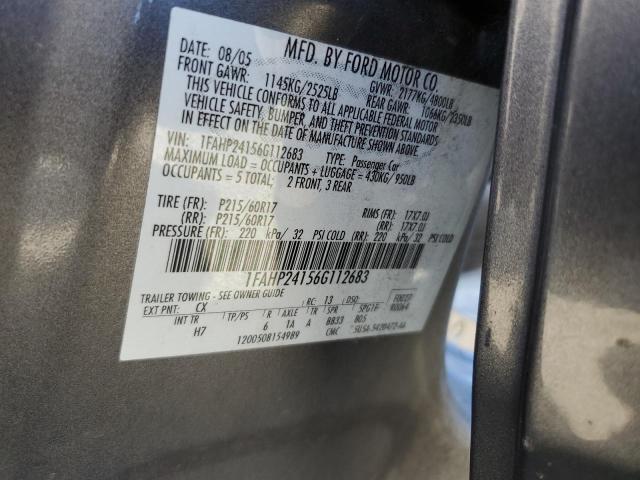 MFD. BY FORD MOTOR CO.
DATE: 08/05 GVWR: 2177KG/4800LB
FRONT GAWR: 1145KG/2525LB REAR GAWR: 1066KG/2350LB
THIS VEHICLE CONFORMS TO ALL APPLICABLE FEDERAL MOTOR
VEHICLE SAFETY, BUMPER, AND THEFT PREVENTION STANDARDS
IN EFFECT ON THE DATE OF MANUFACTURE SHOWN ABOVE.
VIN: 1FAHP24156G112683 TYPE: Passenger Car
MAXIMUM LOAD = OCCUPANTS + LUGGAGE = 430KG/950LB
OCCUPANTS = 5 TOTAL; 2 FRONT, 3 REAR
TIRE (FR): P215/60R17 RIMS (FR): 17X7.0J
(RR): P215/60R17 (RR): 17X7.0J
PRESSURE (FR): 220 kPa/ 32 PSI COLD (RR): 220 kPa/ 32 PSI COLD
1FAHP24156G112683
TRAILER TOWING - SEE OWNER GUIDE
EXT PNT: CX RC: 13 DSO:
INT TR TP/PS R AXLE TR SPR
H7 6 1A A BB33 BO5
1200508154989 CMC 5U5A-5420472-AA